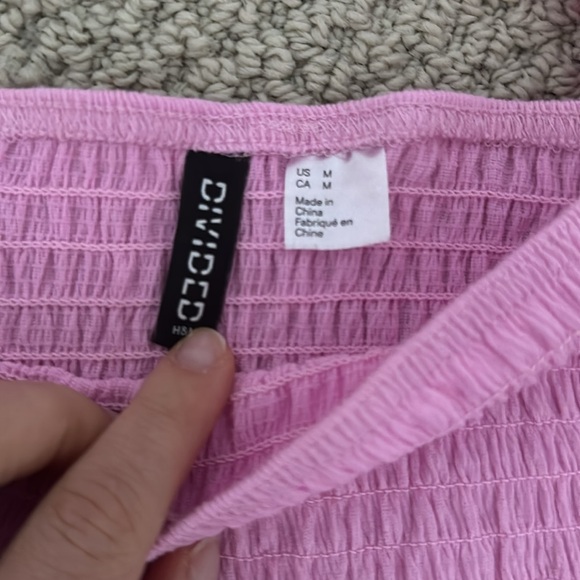 DIVIDED
H&M
US M
CA M
Made in
China
Fabriqué en
Chine